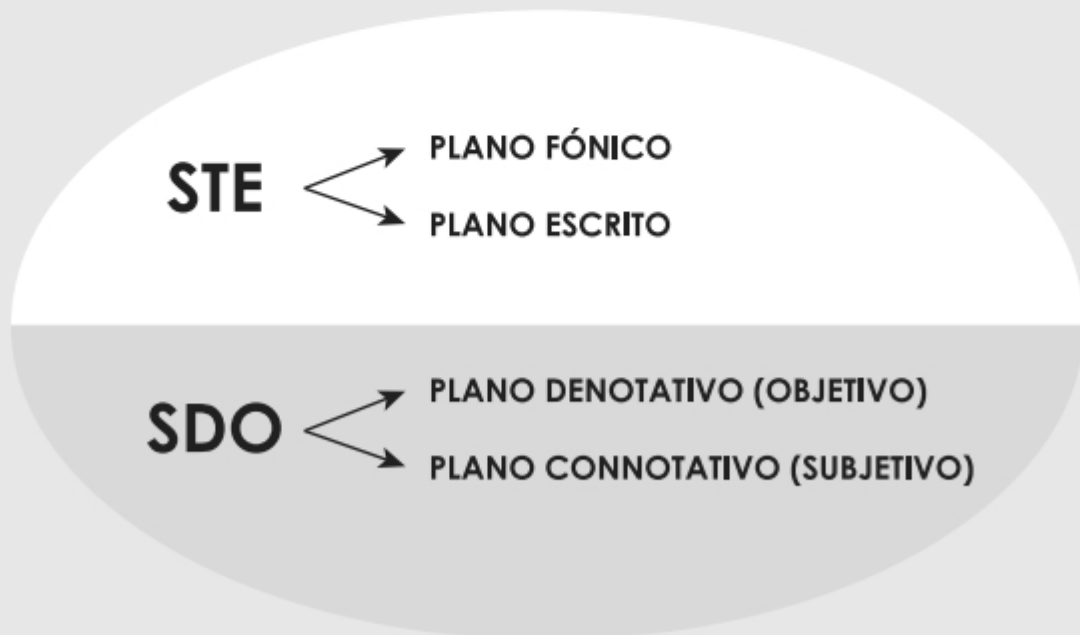 STE
PLANO FÓNICO
PLANO ESCRITO
SDO
PLANO DENOTATIVO (OBJETIVO)
PLANO CONNOTATIVO (SUBJETIVO)